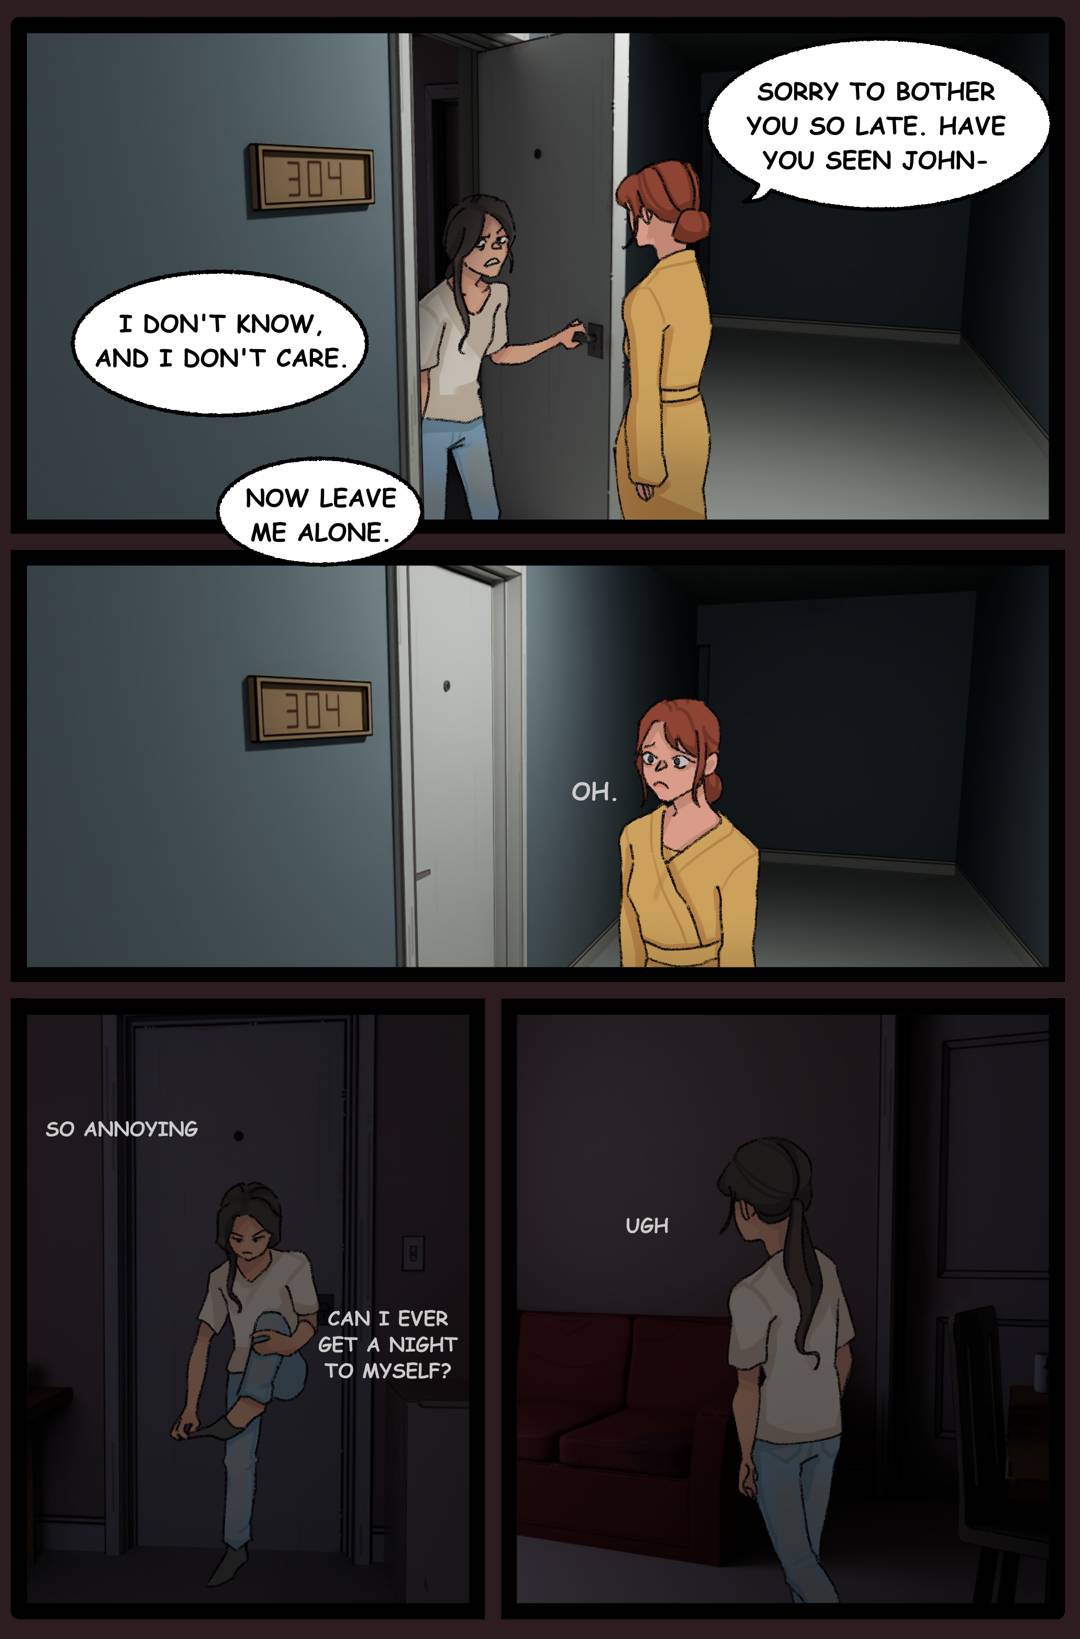 SORRY TO BOTHER
YOU SO LATE. HAVE
YOU SEEN JOHN-
304
I DON'T KNOW,
AND I DON'T CARE.
NOW LEAVE
ME ALONE.
304
OH.
SO ANNOYING
CAN I EVER
GET A NIGHT
TO MYSELF?
UGH